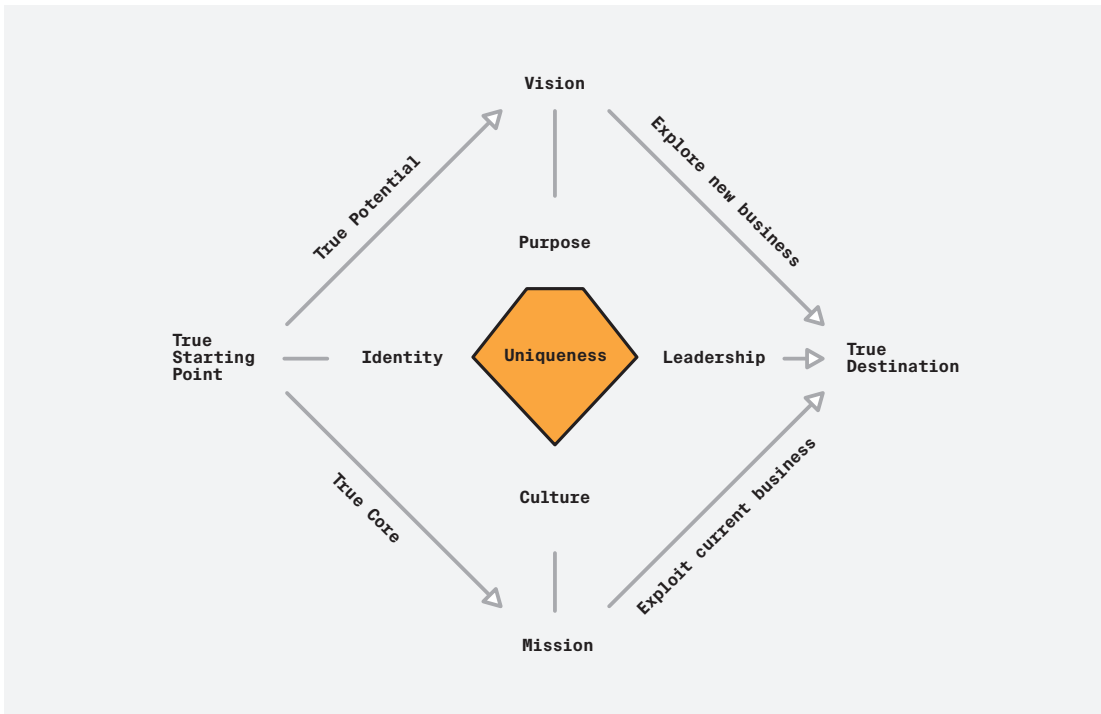 Vision
True Potential
Explore new business
Purpose
True
Starting
Point
Identity
Uniqueness
Leadership
True
Destination
True Core
Culture
Exploit current business
Mission